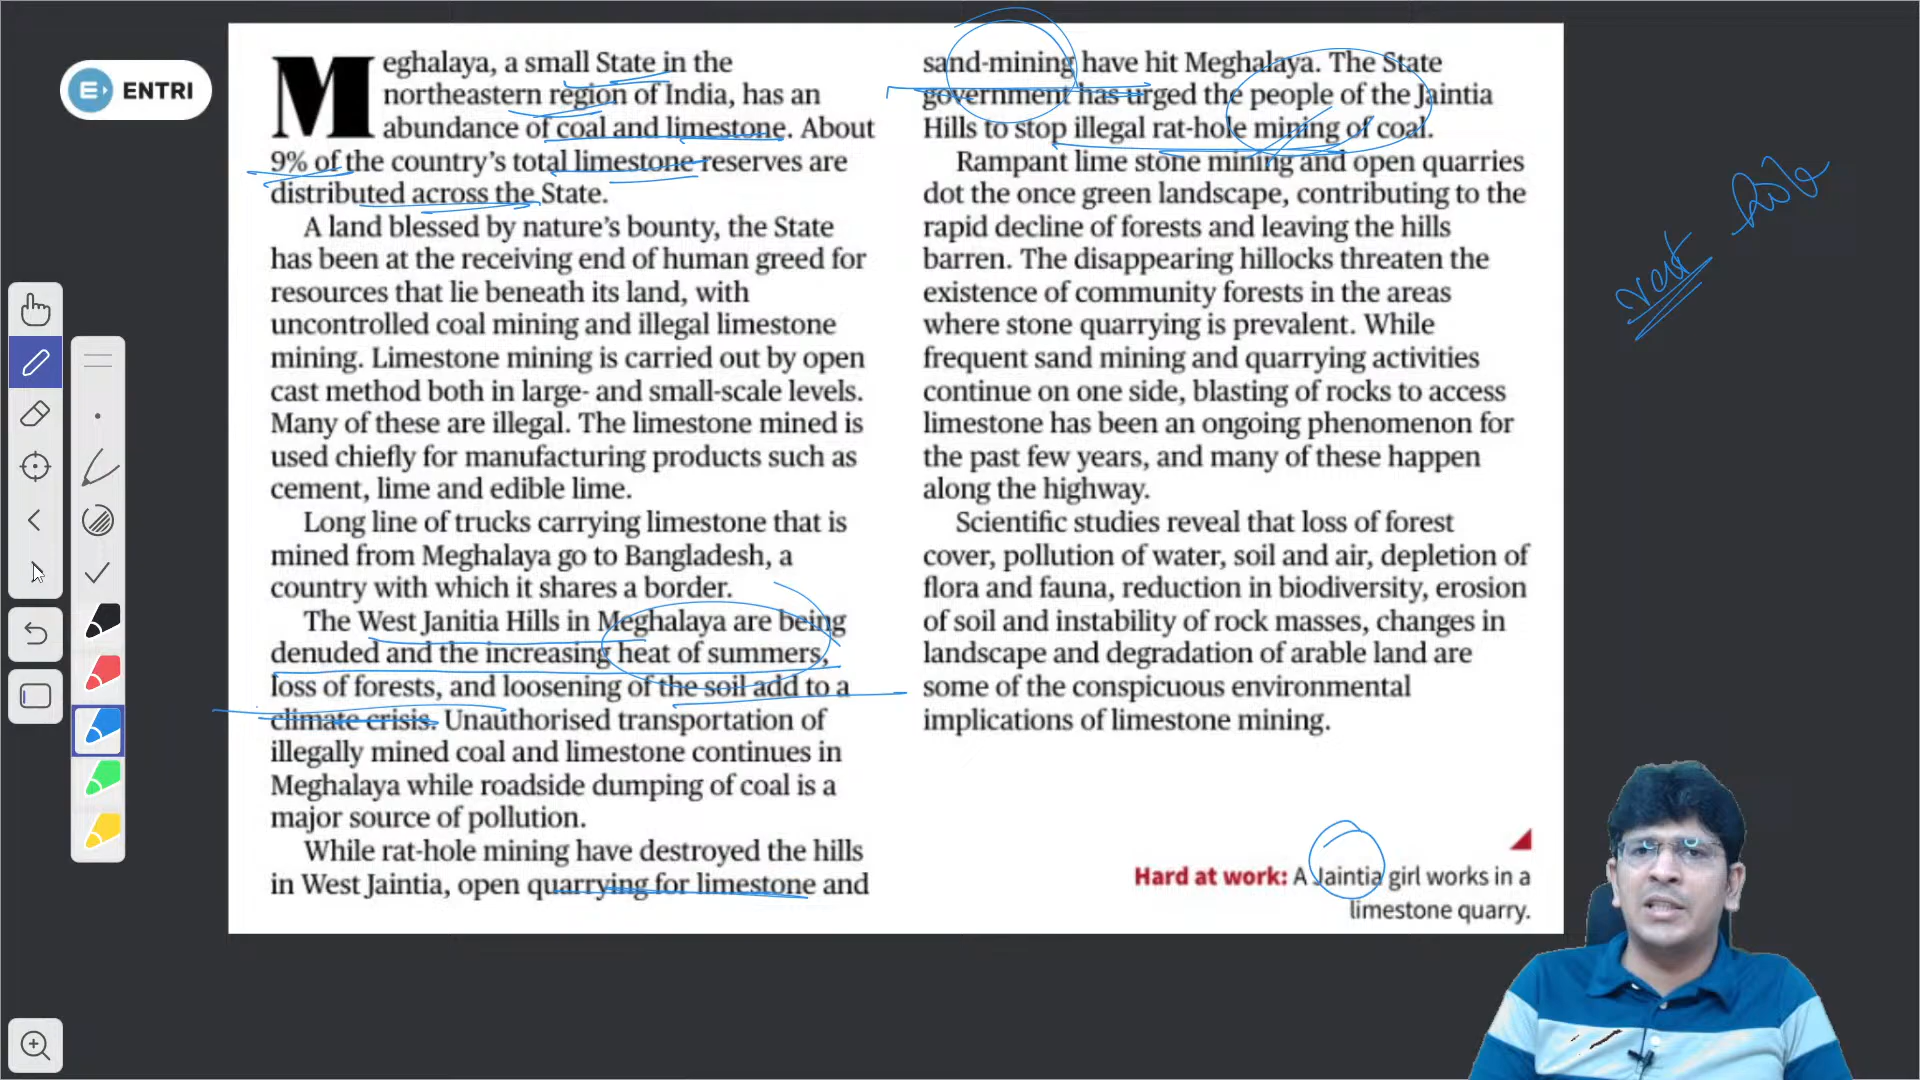 ENTRI
Meghalaya, a small State in the
northeastern region of India, has an
abundance of coal and limestone. About
9% of the country’s total limestone reserves are
distributed across the State.
A land blessed by nature’s bounty, the State
has been at the receiving end of human greed for
resources that lie beneath its land, with
uncontrolled coal mining and illegal limestone
mining. Limestone mining is carried out by open
cast method both in large- and small-scale levels.
Many of these are illegal. The limestone mined is
used chiefly for manufacturing products such as
cement, lime and edible lime.
Long line of trucks carrying limestone that is
mined from Meghalaya go to Bangladesh, a
country with which it shares a border.
The West Janitia Hills in Meghalaya are being
denuded and the increasing heat of summers,
loss of forests, and loosening of the soil add to a
climate crisis. Unauthorised transportation of
illegally mined coal and limestone continues in
Meghalaya while roadside dumping of coal is a
major source of pollution.
While rat-hole mining have destroyed the hills
in West Jaintia, open quarrying for limestone and
sand-mining have hit Meghalaya. The State
government has urged the people of the Jaintia
Hills to stop illegal rat-hole mining of coal.
Rampant lime stone mining and open quarries
dot the once green landscape, contributing to the
rapid decline of forests and leaving the hills
barren. The disappearing hillocks threaten the
existence of community forests in the areas
where stone quarrying is prevalent. While
frequent sand mining and quarrying activities
continue on one side, blasting of rocks to access
limestone has been an ongoing phenomenon for
the past few years, and many of these happen
along the highway.
Scientific studies reveal that loss of forest
cover, pollution of water, soil and air, depletion of
flora and fauna, reduction in biodiversity, erosion
of soil and instability of rock masses, changes in
landscape and degradation of arable land are
some of the conspicuous environmental
implications of limestone mining.
Hard at work: A Jaintia girl works in a
limestone quarry.
rat